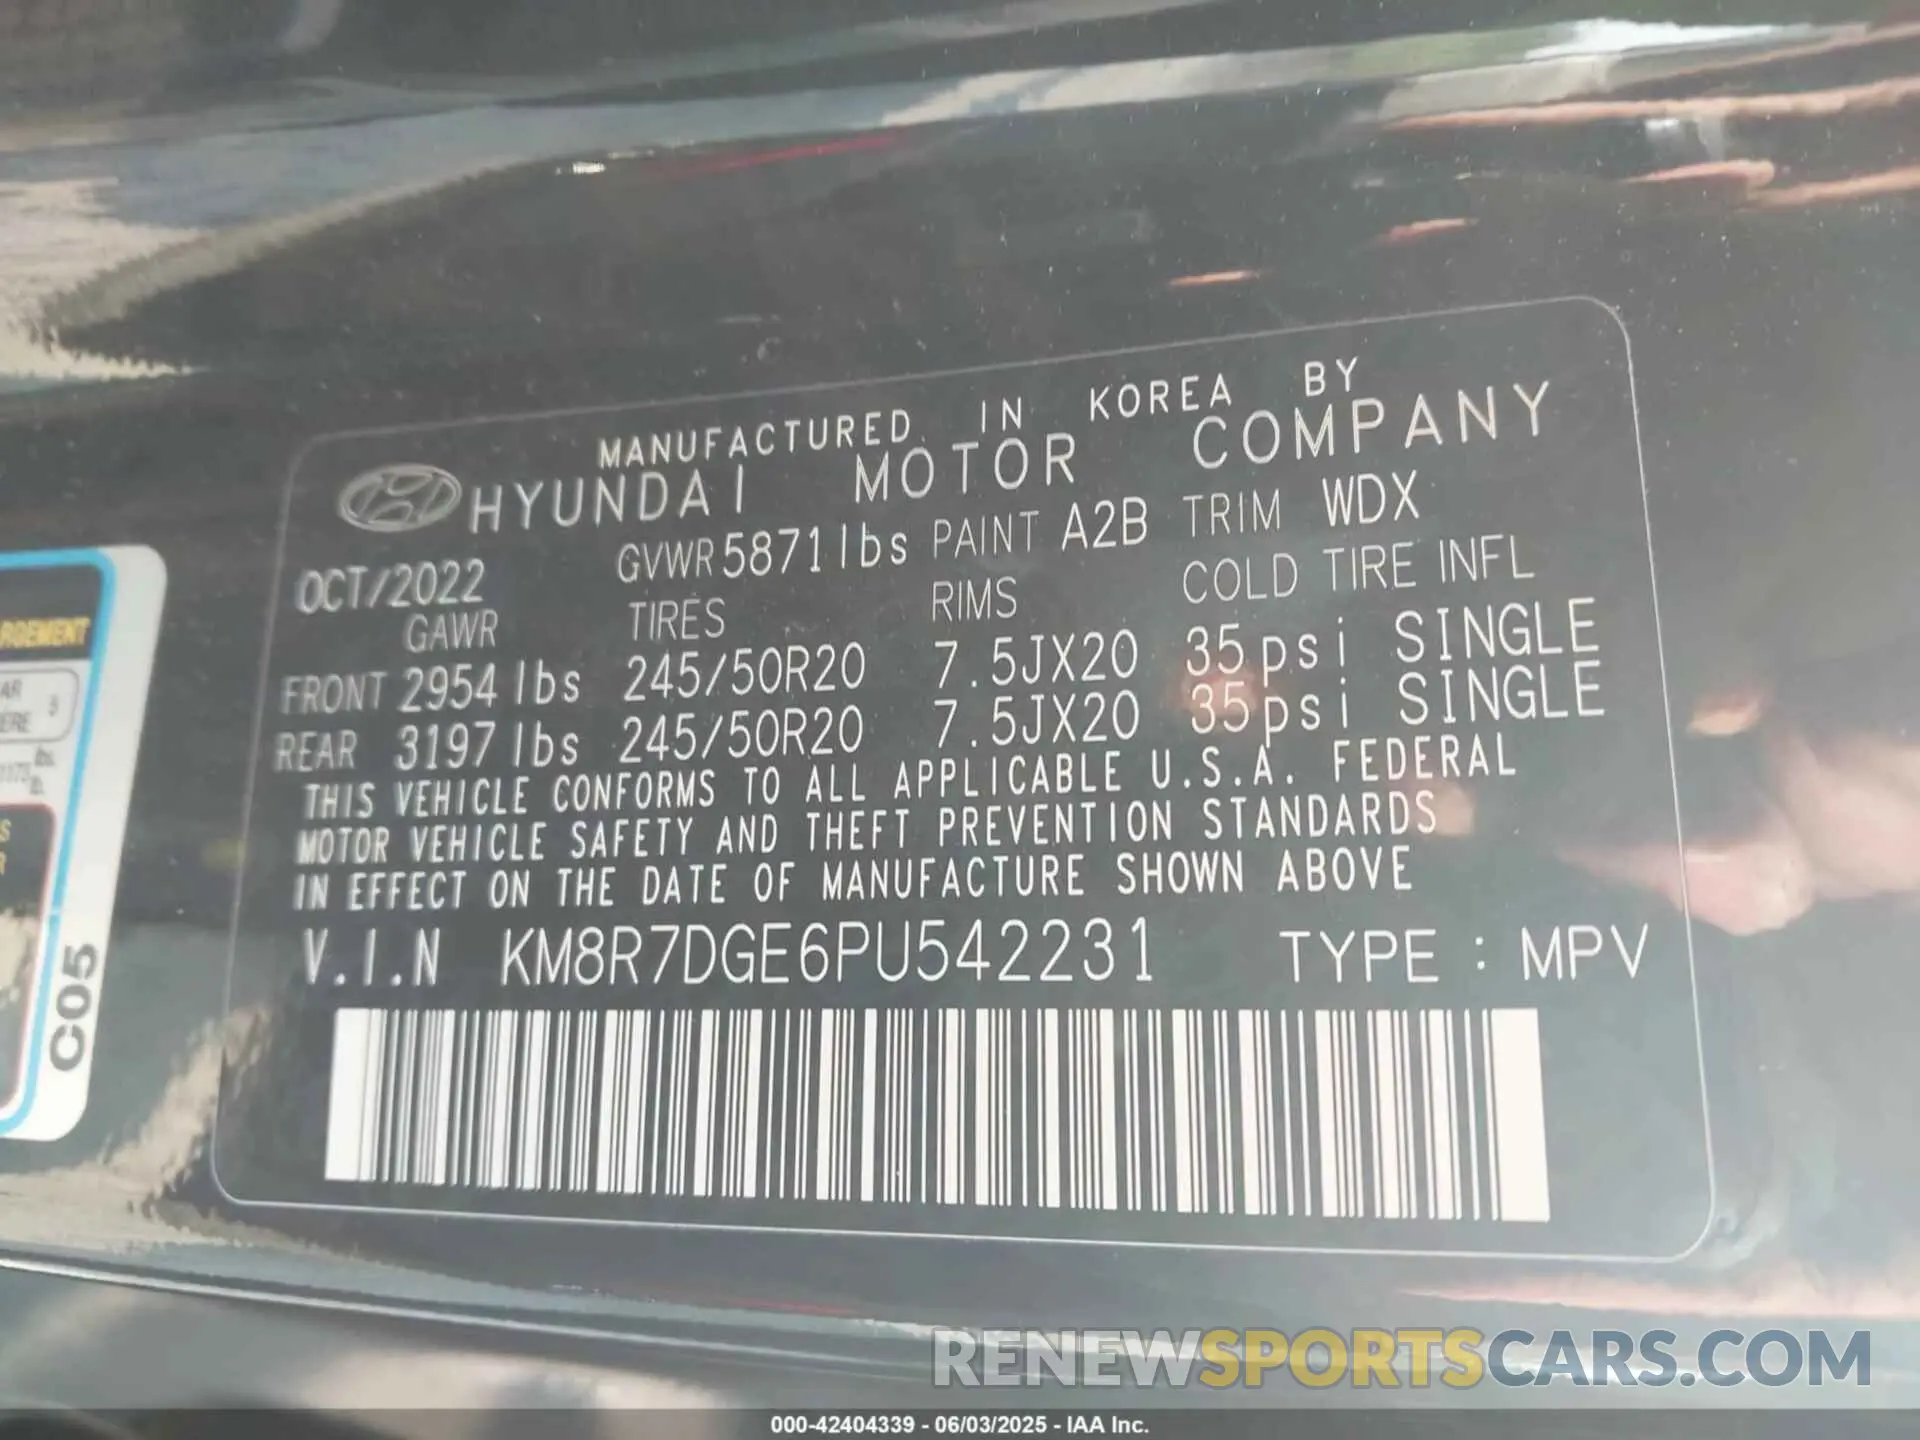 MANUFACTURED IN KOREA BY
HYUNDAI MOTOR COMPANY
OCT/2022 GVWR 5871lbs PAINT A2B TRIM WDX
GAWR TIRES RIMS COLD TIRE INFL
FRONT 2954 lbs 245/50R20 7.5JX20 35psi SINGLE
REAR 3197 lbs 245/50R20 7.5JX20 35psi SINGLE
THIS VEHICLE CONFORMS TO ALL APPLICABLE U.S.A. FEDERAL
MOTOR VEHICLE SAFETY AND THEFT PREVENTION STANDARDS
IN EFFECT ON THE DATE OF MANUFACTURE SHOWN ABOVE
V.I.N KM8R7DGE6PU542231 TYPE : MPV
C05
RENEWSPORTSCARS.COM
000-42404339 - 06/03/2025 - IAA Inc.